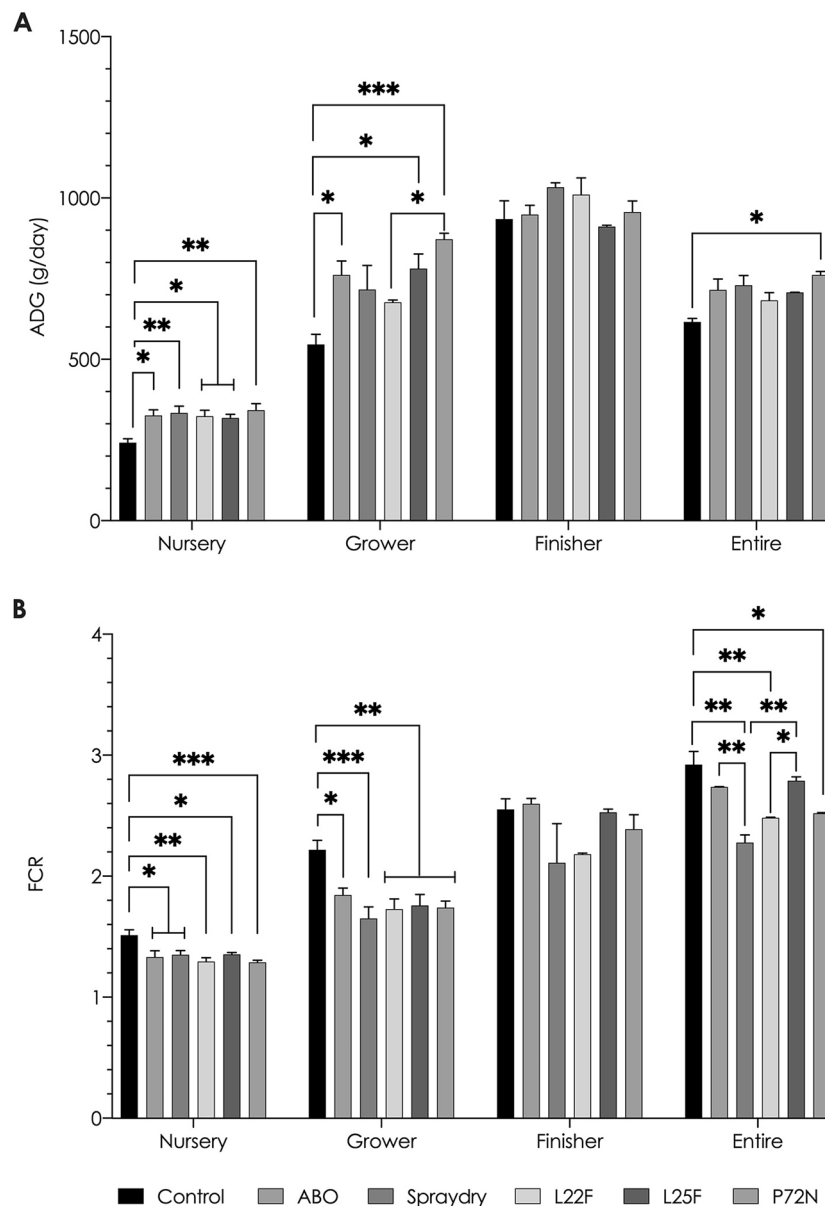 A
1500
1000
500
0
ADG (g/day)
***
*
*
*
**
*
**
*
*
Nursery
Grower
Finisher
Entire
B
4
3
2
1
0
FCR
*
**
**
**
**
*
**
***
*
***
*
**
*
Nursery
Grower
Finisher
Entire
Control
ABO
Spraydry
L22F
L25F
P72N